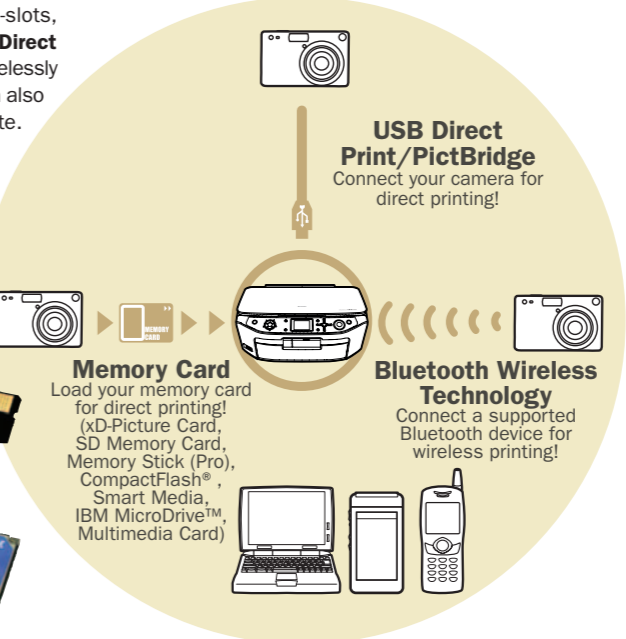 -slots,
Direct
elessly
also
te.
USB Direct
Print/PictBridge
Connect your camera for
direct printing!
MEMORY
CARD
Memory Card
Load your memory card
for direct printing!
(xD-Picture Card,
SD Memory Card,
Memory Stick (Pro),
CompactFlash® ,
Smart Media,
IBM MicroDrive™,
Multimedia Card)
Bluetooth Wireless
Technology
Connect a supported
Bluetooth device for
wireless printing!